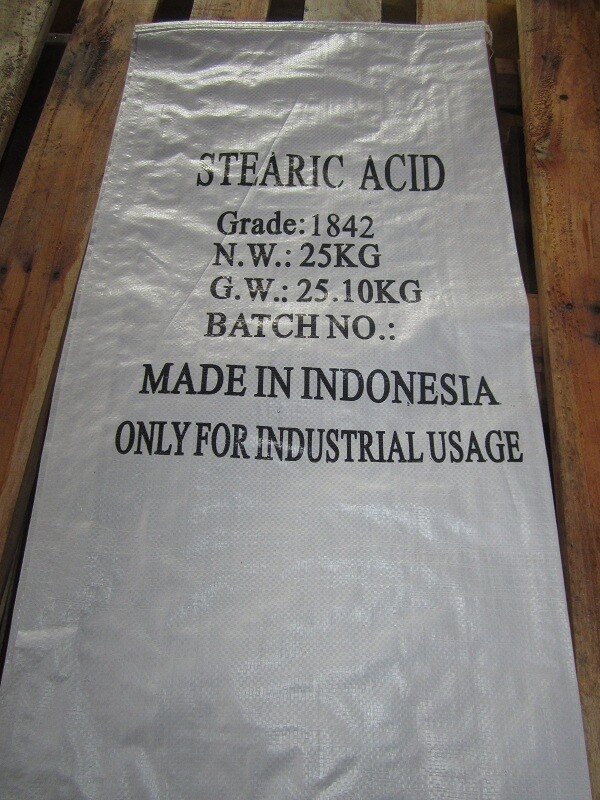 STEARIC ACID
Grade:1842
N.W.: 25KG
G.W.: 25.10KG
BATCH NO.:
MADE IN INDONESIA
ONLY FOR INDUSTRIAL USAGE